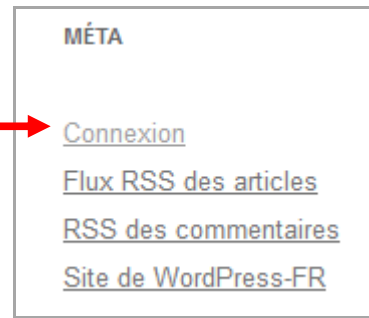 MÉTA
Connexion
Flux RSS des articles
RSS des commentaires
Site de WordPress-FR